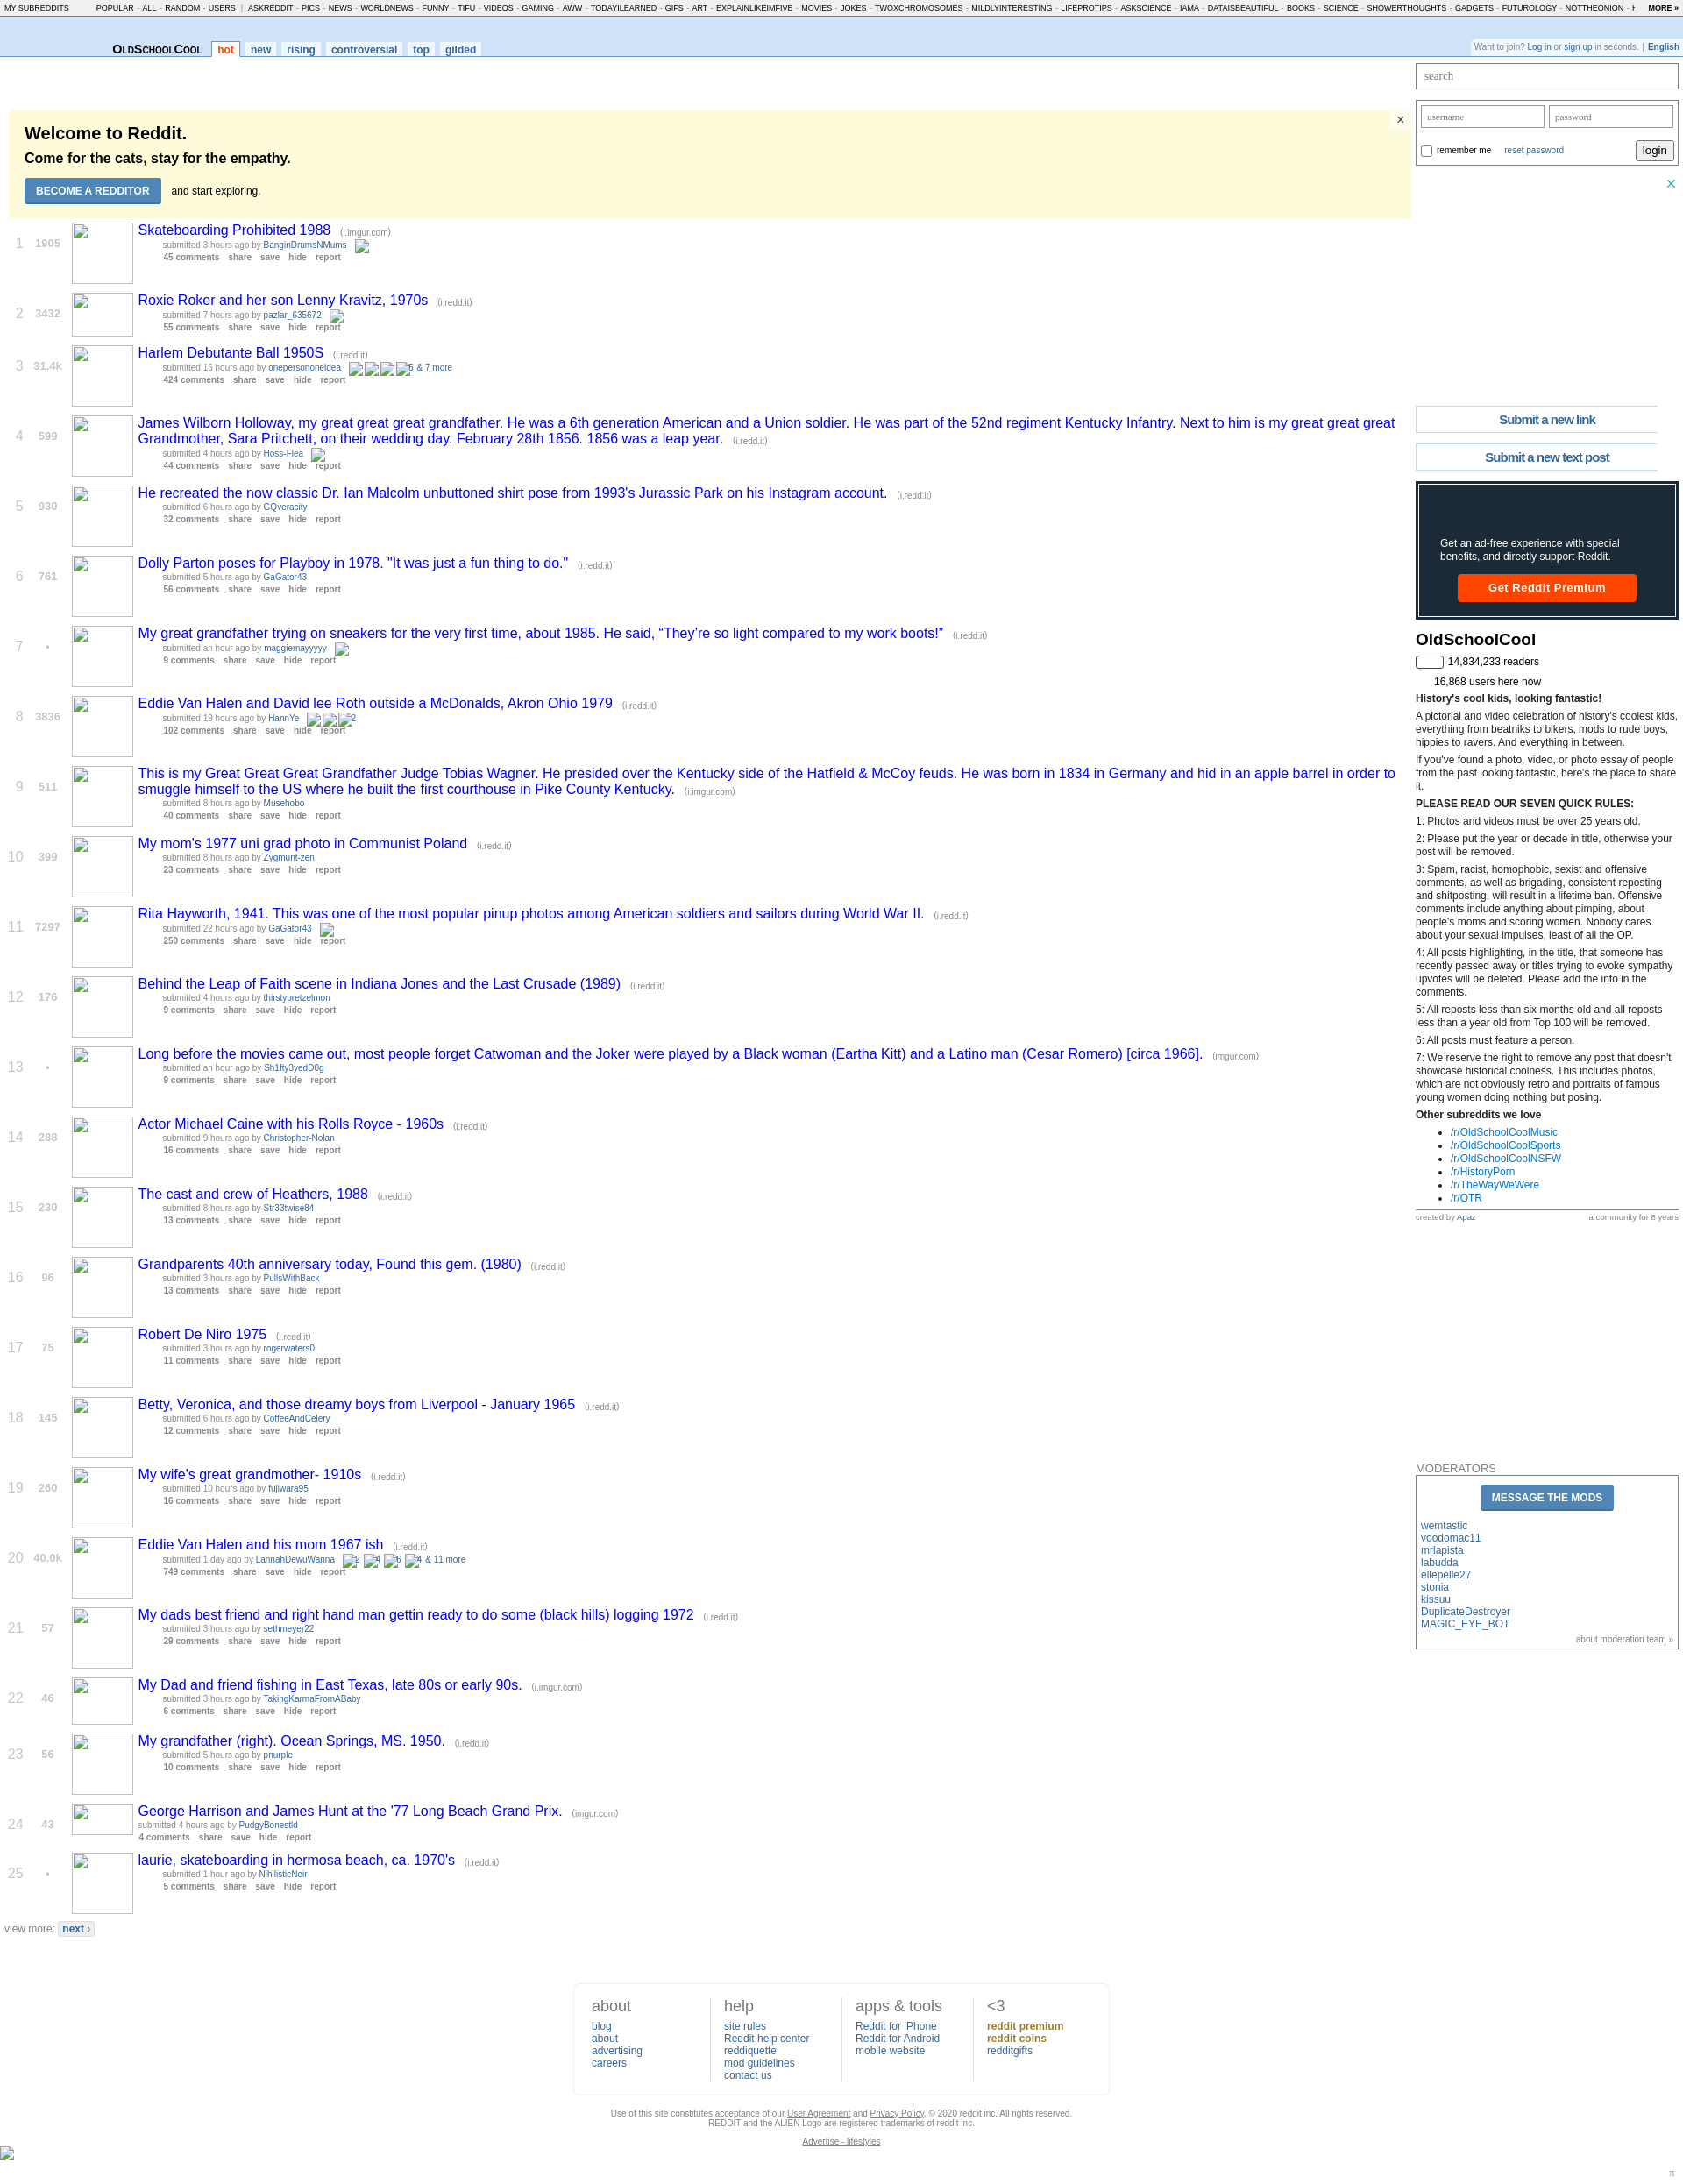 MY SUBREDDITS POPULAR - ALL - RANDOM - USERS | ASKREDDIT - PICS - NEWS - WORLDNEWS - FUNNY - TIFU - VIDEOS - GAMING - AWW - TODAYILEARNED - GIFS - ART - EXPLAINLIKEIMFIVE - MOVIES - JOKES - TWOXCHROMOSOMES - MILDLYINTERESTING - LIFEPROTIPS - ASKSCIENCE - IAMA - DATAISBEAUTIFUL - BOOKS - SCIENCE - SHOWERTHOUGHTS - GADGETS - FUTUROLOGY - NOTTHEONION - MORE »
OldSchoolCool hot new rising controversial top gilded
Want to join? Log in or sign up in seconds. | English
search
username password
remember me reset password login
×
Welcome to Reddit.
Come for the cats, stay for the empathy.
BECOME A REDDITOR and start exploring.
×
1 1905 Skateboarding Prohibited 1988 (i.imgur.com)
submitted 3 hours ago by BanginDrumsNMums
45 comments share save hide report
2 3432 Roxie Roker and her son Lenny Kravitz, 1970s (i.redd.it)
submitted 7 hours ago by pazlar_635672
55 comments share save hide report
3 31.4k Harlem Debutante Ball 1950S (i.redd.it)
submitted 16 hours ago by onepersononeidea 5 & 7 more
424 comments share save hide report
4 599 James Wilborn Holloway, my great great great grandfather. He was a 6th generation American and a Union soldier. He was part of the 52nd regiment Kentucky Infantry. Next to him is my great great great
Grandmother, Sara Pritchett, on their wedding day. February 28th 1856. 1856 was a leap year. (i.redd.it)
submitted 4 hours ago by Hoss-Flea
44 comments share save hide report
5 930 He recreated the now classic Dr. Ian Malcolm unbuttoned shirt pose from 1993's Jurassic Park on his Instagram account. (i.redd.it)
submitted 6 hours ago by GQveracity
32 comments share save hide report
6 761 Dolly Parton poses for Playboy in 1978. "It was just a fun thing to do." (i.redd.it)
submitted 5 hours ago by GaGator43
56 comments share save hide report
7 • My great grandfather trying on sneakers for the very first time, about 1985. He said, “They’re so light compared to my work boots!” (i.redd.it)
submitted an hour ago by maggiemayyyyy
9 comments share save hide report
8 3836 Eddie Van Halen and David lee Roth outside a McDonalds, Akron Ohio 1979 (i.redd.it)
submitted 19 hours ago by HannYe 2
102 comments share save hide report
9 511 This is my Great Great Great Grandfather Judge Tobias Wagner. He presided over the Kentucky side of the Hatfield & McCoy feuds. He was born in 1834 in Germany and hid in an apple barrel in order to
smuggle himself to the US where he built the first courthouse in Pike County Kentucky. (i.imgur.com)
submitted 8 hours ago by Musehobo
40 comments share save hide report
10 399 My mom's 1977 uni grad photo in Communist Poland (i.redd.it)
submitted 8 hours ago by Zygmunt-zen
23 comments share save hide report
11 7297 Rita Hayworth, 1941. This was one of the most popular pinup photos among American soldiers and sailors during World War II. (i.redd.it)
submitted 22 hours ago by GaGator43
250 comments share save hide report
12 176 Behind the Leap of Faith scene in Indiana Jones and the Last Crusade (1989) (i.redd.it)
submitted 4 hours ago by thirstypretzelmon
9 comments share save hide report
13 • Long before the movies came out, most people forget Catwoman and the Joker were played by a Black woman (Eartha Kitt) and a Latino man (Cesar Romero) [circa 1966]. (imgur.com)
submitted an hour ago by Sh1fty3yedD0g
9 comments share save hide report
14 288 Actor Michael Caine with his Rolls Royce - 1960s (i.redd.it)
submitted 9 hours ago by Christopher-Nolan
16 comments share save hide report
15 230 The cast and crew of Heathers, 1988 (i.redd.it)
submitted 8 hours ago by Str33twise84
13 comments share save hide report
16 96 Grandparents 40th anniversary today, Found this gem. (1980) (i.redd.it)
submitted 3 hours ago by PullsWithBack
13 comments share save hide report
17 75 Robert De Niro 1975 (i.redd.it)
submitted 3 hours ago by rogerwaters0
11 comments share save hide report
18 145 Betty, Veronica, and those dreamy boys from Liverpool - January 1965 (i.redd.it)
submitted 6 hours ago by CoffeeAndCelery
12 comments share save hide report
19 260 My wife's great grandmother- 1910s (i.redd.it)
submitted 10 hours ago by fujiwara95
16 comments share save hide report
20 40.0k Eddie Van Halen and his mom 1967 ish (i.redd.it)
submitted 1 day ago by LannahDewuWanna 2 4 6 4 & 11 more
749 comments share save hide report
21 57 My dads best friend and right hand man gettin ready to do some (black hills) logging 1972 (i.redd.it)
submitted 3 hours ago by sethmeyer22
29 comments share save hide report
22 46 My Dad and friend fishing in East Texas, late 80s or early 90s. (i.imgur.com)
submitted 3 hours ago by TakingKarmaFromABaby
6 comments share save hide report
23 56 My grandfather (right). Ocean Springs, MS. 1950. (i.redd.it)
submitted 5 hours ago by pnurple
10 comments share save hide report
24 43 George Harrison and James Hunt at the '77 Long Beach Grand Prix. (imgur.com)
submitted 4 hours ago by PudgyBonestld
4 comments share save hide report
25 • laurie, skateboarding in hermosa beach, ca. 1970's (i.redd.it)
submitted 1 hour ago by NihilisticNoir
5 comments share save hide report
view more: next ›
Submit a new link
Submit a new text post
Get an ad-free experience with special
benefits, and directly support Reddit.
Get Reddit Premium
OldSchoolCool
14,834,233 readers
16,868 users here now
History's cool kids, looking fantastic!
A pictorial and video celebration of history's coolest kids,
everything from beatniks to bikers, mods to rude boys,
hippies to ravers. And everything in between.
If you've found a photo, video, or photo essay of people
from the past looking fantastic, here's the place to share
it.
PLEASE READ OUR SEVEN QUICK RULES:
1: Photos and videos must be over 25 years old.
2: Please put the year or decade in title, otherwise your
post will be removed.
3: Spam, racist, homophobic, sexist and offensive
comments, as well as brigading, consistent reposting
and shitposting, will result in a lifetime ban. Offensive
comments include anything about pimping, about
people's moms and scoring women. Nobody cares
about your sexual impulses, least of all the OP.
4: All posts highlighting, in the title, that someone has
recently passed away or titles trying to evoke sympathy
upvotes will be deleted. Please add the info in the
comments.
5: All reposts less than six months old and all reposts
less than a year old from Top 100 will be removed.
6: All posts must feature a person.
7: We reserve the right to remove any post that doesn't
showcase historical coolness. This includes photos,
which are not obviously retro and portraits of famous
young women doing nothing but posing.
Other subreddits we love
• /r/OldSchoolCoolMusic
• /r/OldSchoolCoolSports
• /r/OldSchoolCoolNSFW
• /r/HistoryPorn
• /r/TheWayWeWere
• /r/OTR
created by Apaz a community for 8 years
MODERATORS
MESSAGE THE MODS
wemtastic
voodomac11
mrlapista
labudda
ellepelle27
stonia
kissuu
DuplicateDestroyer
MAGIC_EYE_BOT
about moderation team »
about
blog
about
advertising
careers
help
site rules
Reddit help center
reddiquette
mod guidelines
contact us
apps & tools
Reddit for iPhone
Reddit for Android
mobile website
<3
reddit premium
reddit coins
redditgifts
Use of this site constitutes acceptance of our User Agreement and Privacy Policy. © 2020 reddit inc. All rights reserved.
REDDIT and the ALIEN Logo are registered trademarks of reddit inc.
Advertise - lifestyles
π